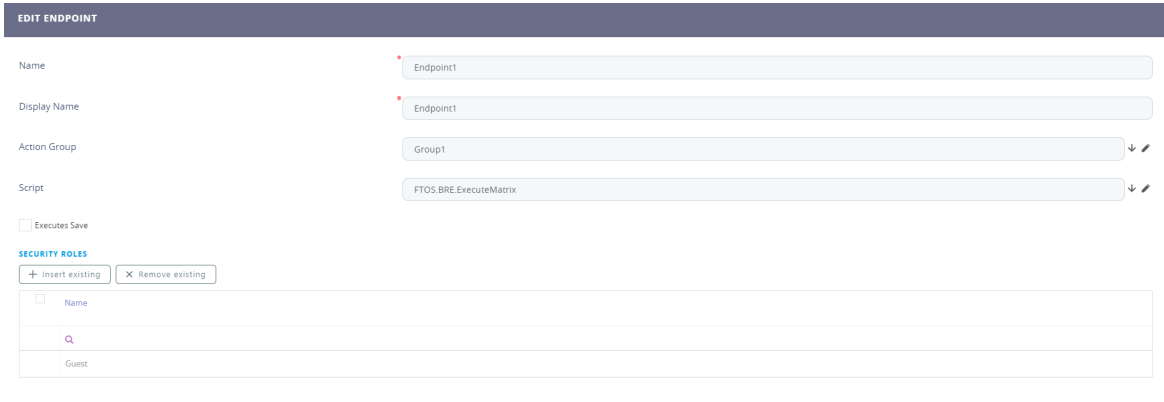 EDIT ENDPOINT
Name * Endpoint1
Display Name * Endpoint1
Action Group Group1
Script FTOS.BRE.ExecuteMatrix
Executes Save
SECURITY ROLES
+ Insert existing × Remove existing
Name
Guest